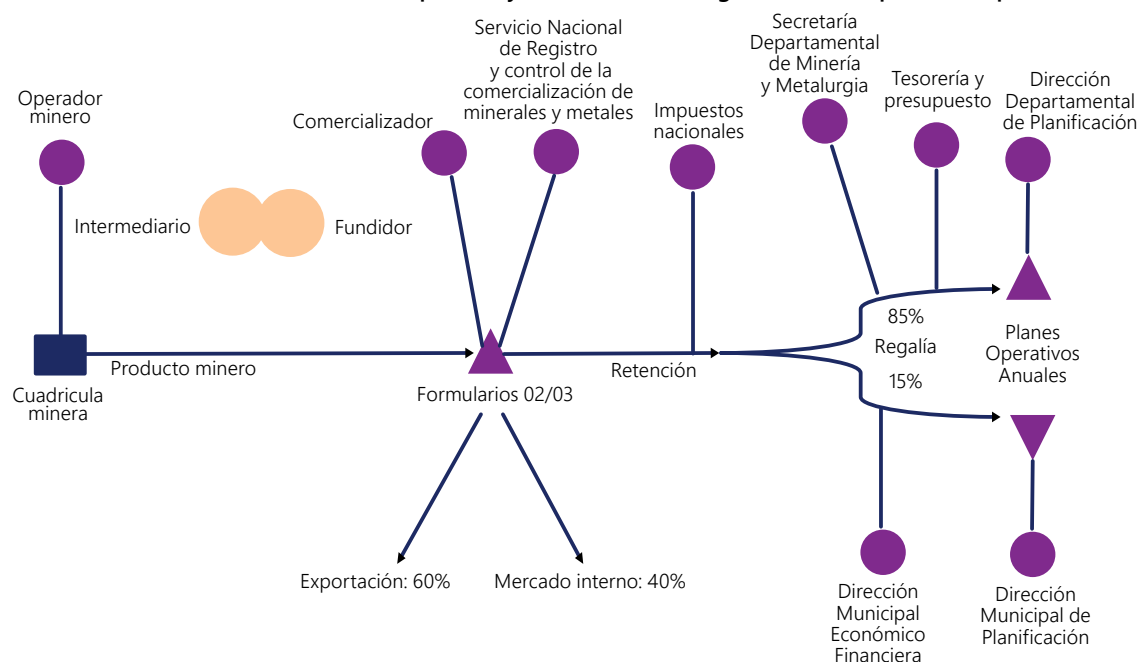 Operador
minero
Intermediario
Fundidor
Comercializador
Servicio Nacional
de Registro
y control de la
comercialización de
minerales y metales
Impuestos
nacionales
Secretaría
Departamental
de Minería
y Metalurgia
Tesorería y
presupuesto
Dirección
Departamental
de Planificación
Cuadricula
minera
Producto minero
Formularios 02/03
Retención
85%
Regalía
15%
Planes
Operativos
Anuales
Exportación: 60%
Mercado interno: 40%
Dirección
Municipal
Económico
Financiera
Dirección
Municipal de
Planificación